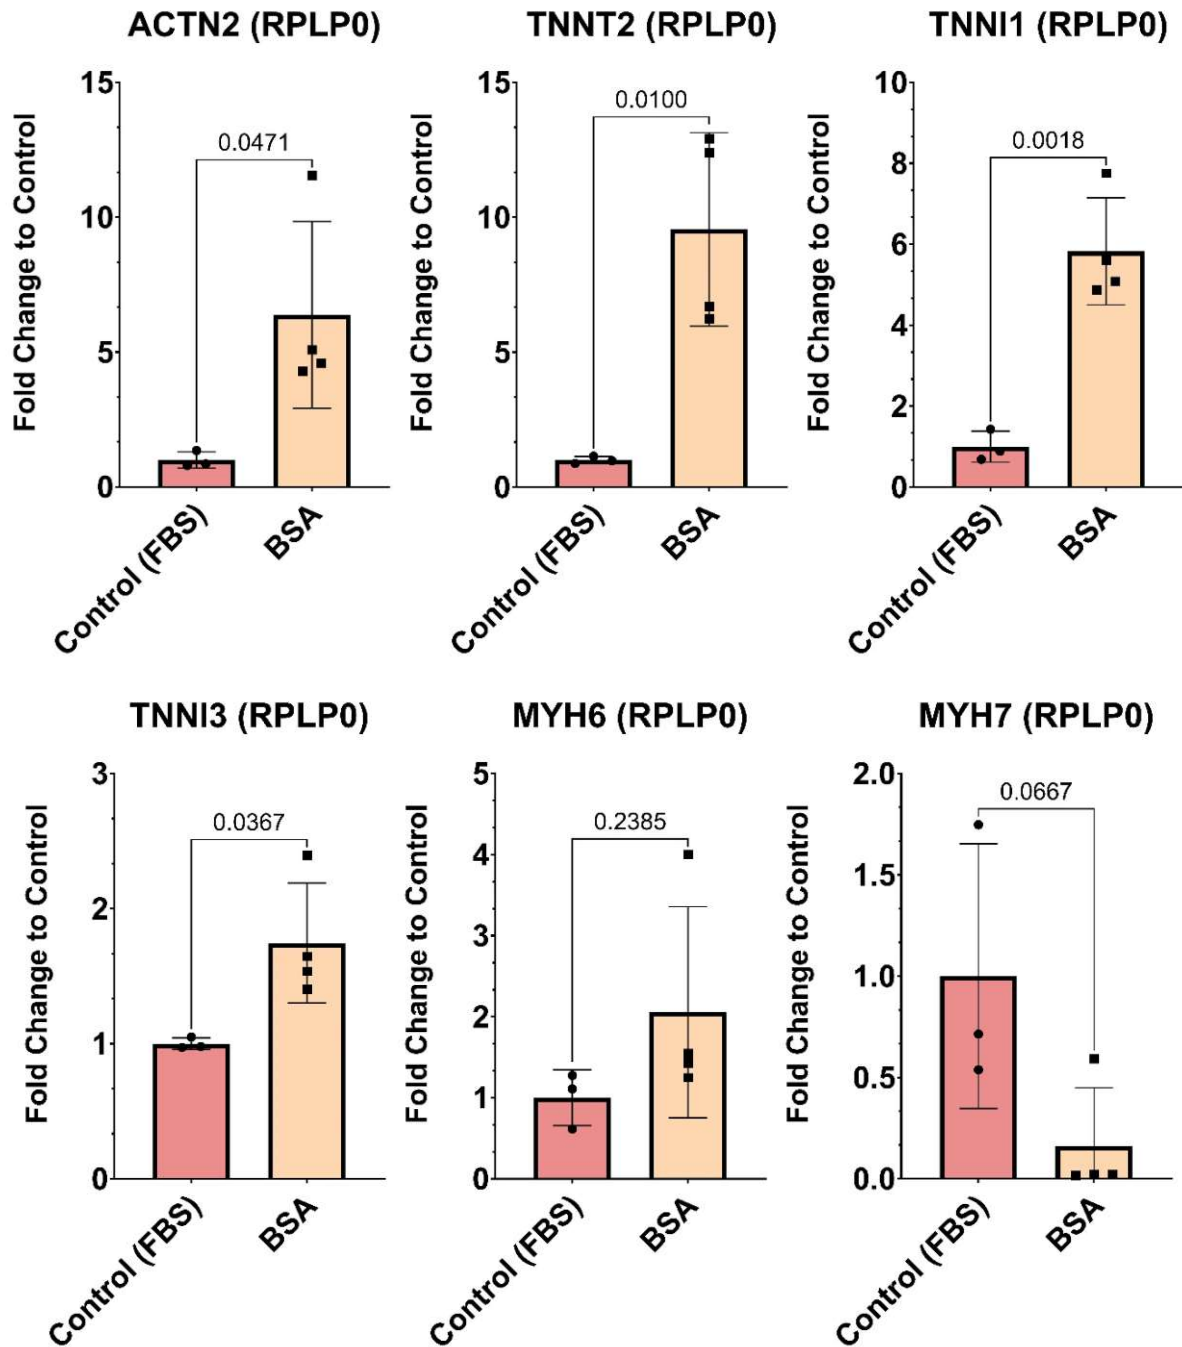 ACTN2 (RPLP0)
Fold Change to Control
15
10
5
0
0.0471
Control (FBS)
BSA
TNNT2 (RPLP0)
Fold Change to Control
15
10
5
0
0.0100
Control (FBS)
BSA
TNNI1 (RPLP0)
Fold Change to Control
10
8
6
4
2
0
0.0018
Control (FBS)
BSA
TNNI3 (RPLP0)
Fold Change to Control
3
2
1
0
0.0367
Control (FBS)
BSA
MYH6 (RPLP0)
Fold Change to Control
5
4
3
2
1
0
0.2385
Control (FBS)
BSA
MYH7 (RPLP0)
Fold Change to Control
2.0
1.5
1.0
0.5
0.0
0.0667
Control (FBS)
BSA